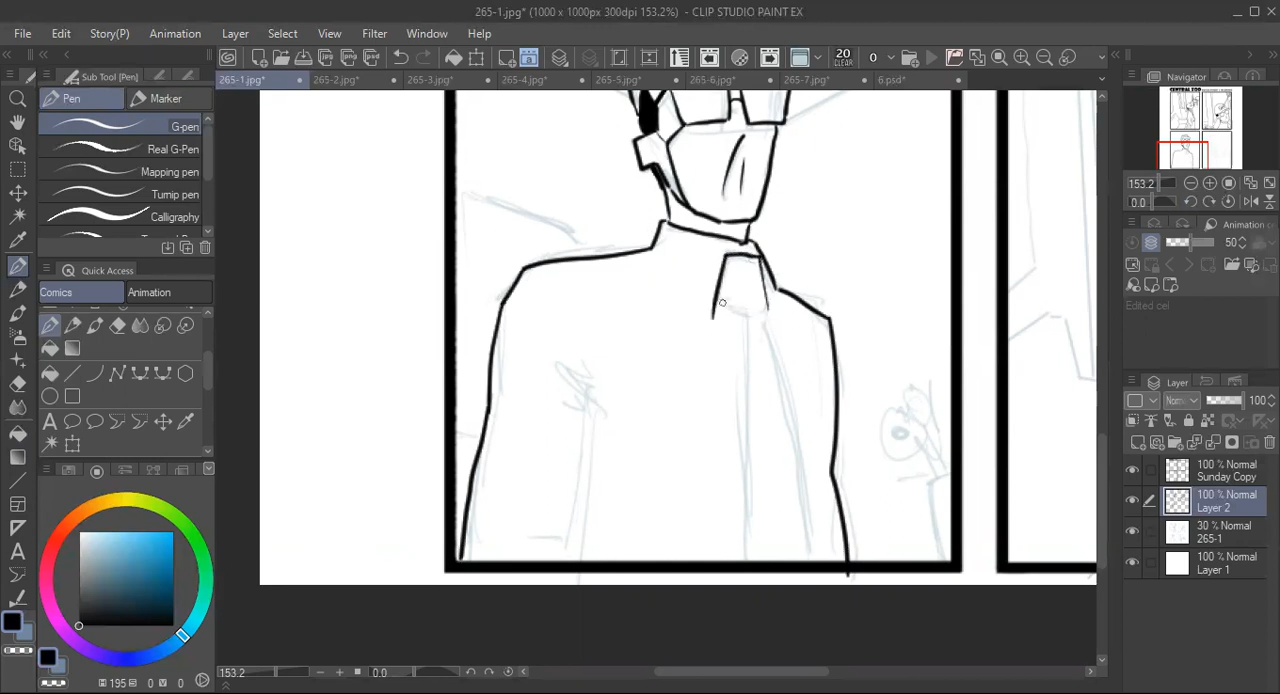 265-1.jpg* (1000 x 1000px 300dpi 153.2%) - CLIP STUDIO PAINT EX
File Edit Story(P) Animation Layer Select View Filter Window Help
20 CLEAR 0
Sub Tool [Pen]
265-1.jpg* 265-2.jpg* 265-3.jpg* 265-4.jpg* 265-5.jpg* 265-6.jpg* 265-7.jpg* 6.psd*
Navigator
Pen Marker
G-pen
Real G-Pen
Mapping pen
Turnip pen
Calligraphy
CENTRAL ZOO
153.2
0.0
Animation c
50
Quick Access
Comics Animation
Edited cel
Layer
Norm 100
100 % Normal
Sunday Copy
100 % Normal
Layer 2
30 % Normal
265-1
100 % Normal
Layer 1
A
A
153.2 0.0
H 195 S 0 V 0